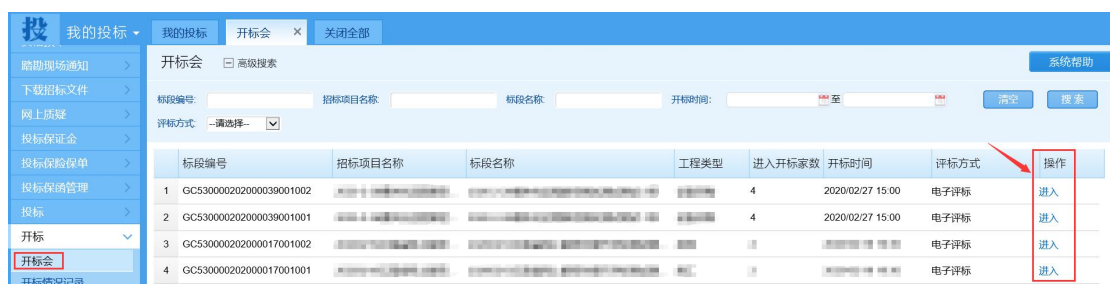 投 我的投标
我的投标 开标会 × 关闭全部
踏勘现场通知
下载招标文件
网上质疑
投标保证金
投标保险保单
投标保函管理
投标
开标
开标会
开标情况记录
开标会 高级搜索 系统帮助
标段编号: 招标项目名称: 标段名称: 开标时间: 至 清空 搜索
评标方式: --请选择--
标段编号 招标项目名称 标段名称 工程类型 进入开标家数 开标时间 评标方式 操作
1 GC530000202000039001002 4 2020/02/27 15:00 电子评标 进入
2 GC530000202000039001001 4 2020/02/27 15:00 电子评标 进入
3 GC530000202000017001002 电子评标 进入
4 GC530000202000017001001 电子评标 进入